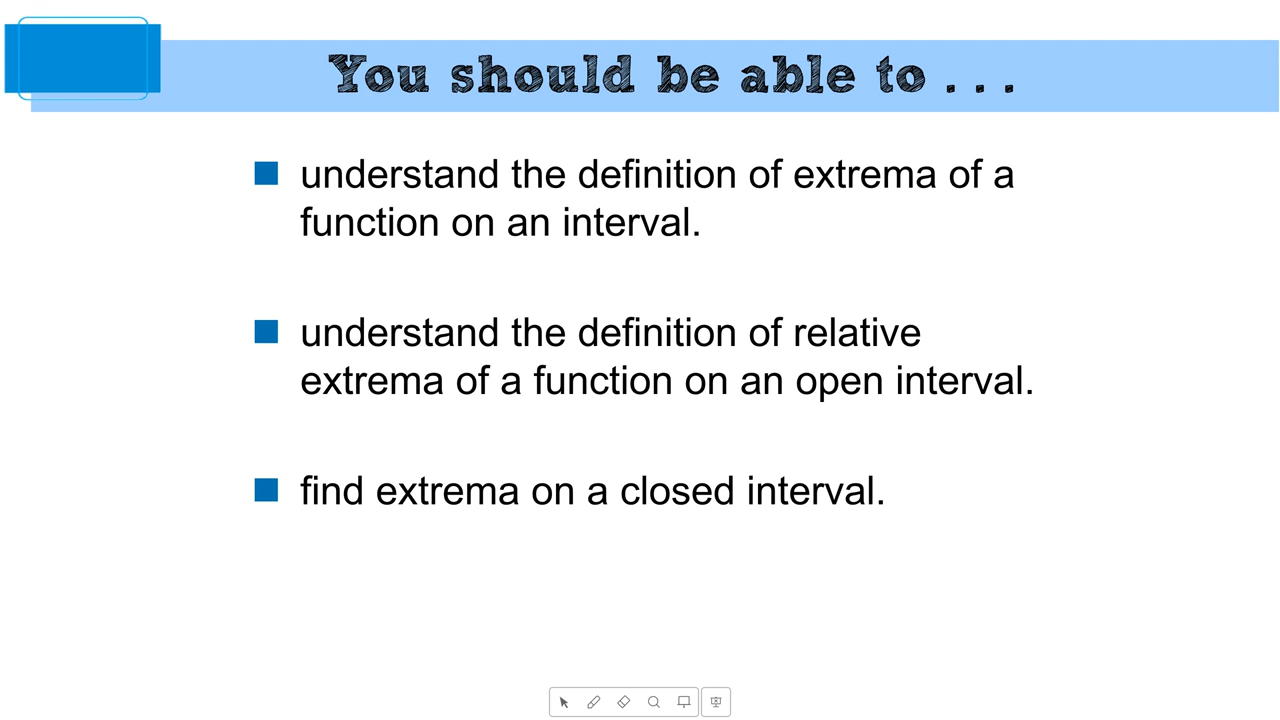 You should be able to . . .
understand the definition of extrema of a
function on an interval.
understand the definition of relative
extrema of a function on an open interval.
find extrema on a closed interval.